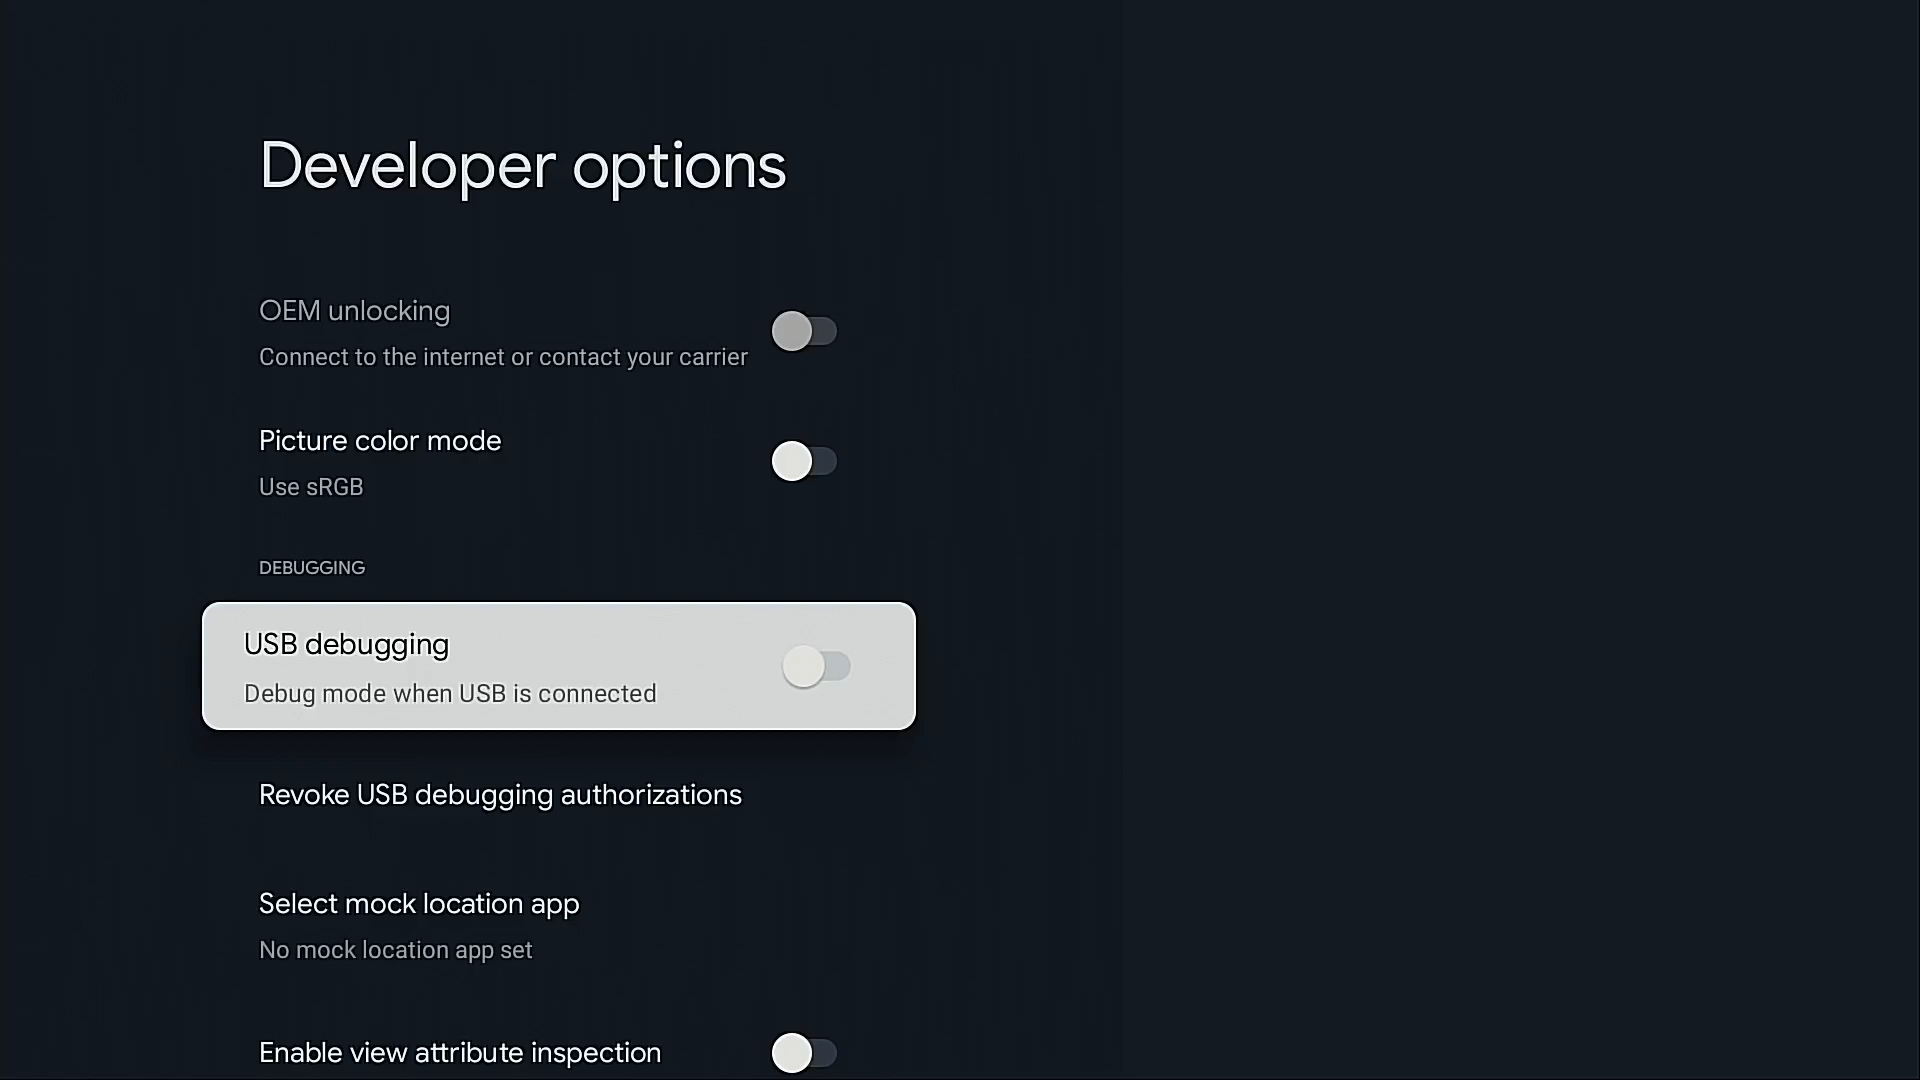 Developer options
OEM unlocking
Connect to the internet or contact your carrier
Picture color mode
Use sRGB
DEBUGGING
USB debugging
Debug mode when USB is connected
Revoke USB debugging authorizations
Select mock location app
No mock location app set
Enable view attribute inspection